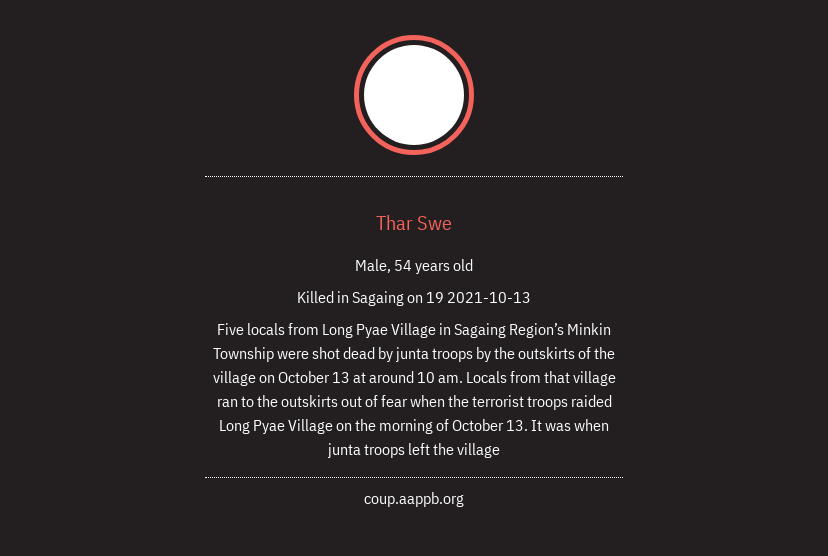 Thar Swe
Male, 54 years old
Killed in Sagaing on 19 2021-10-13
Five locals from Long Pyae Village in Sagaing Region’s Minkin
Township were shot dead by junta troops by the outskirts of the
village on October 13 at around 10 am. Locals from that village
ran to the outskirts out of fear when the terrorist troops raided
Long Pyae Village on the morning of October 13. It was when
junta troops left the village
coup.aappb.org